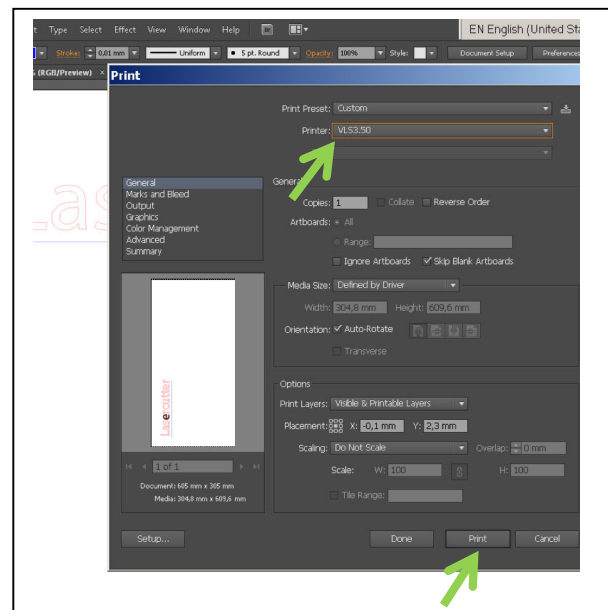 Type Select Effect View Window Help
EN English (United Sta
Stroke: 0,01 mm Uniform 5 pt. Round Opacity: 100% Style: Document Setup Preferences
(RGB/Preview) ×
Print
Print Preset: Custom
Printer: VLS3.50
General
Marks and Bleed
Output
Graphics
Color Management
Advanced
Summary
General
Copies: 1 Collate Reverse Order
Artboards: All
Range:
Ignore Artboards Skip Blank Artboards
Media Size: Defined by Driver
Width: 304,8 mm Height: 609,6 mm
Orientation: Auto-Rotate
Transverse
Options
Print Layers: Visible & Printable Layers
Placement: X: -0,1 mm Y: 2,3 mm
Scaling: Do Not Scale Overlap: 0 mm
Scale: W: 100 H: 100
Tile Range:
Las
Lasercutter
1 of 1
Document: 605 mm x 305 mm
Media: 304,8 mm x 609,6 mm
Setup... Done Print Cancel